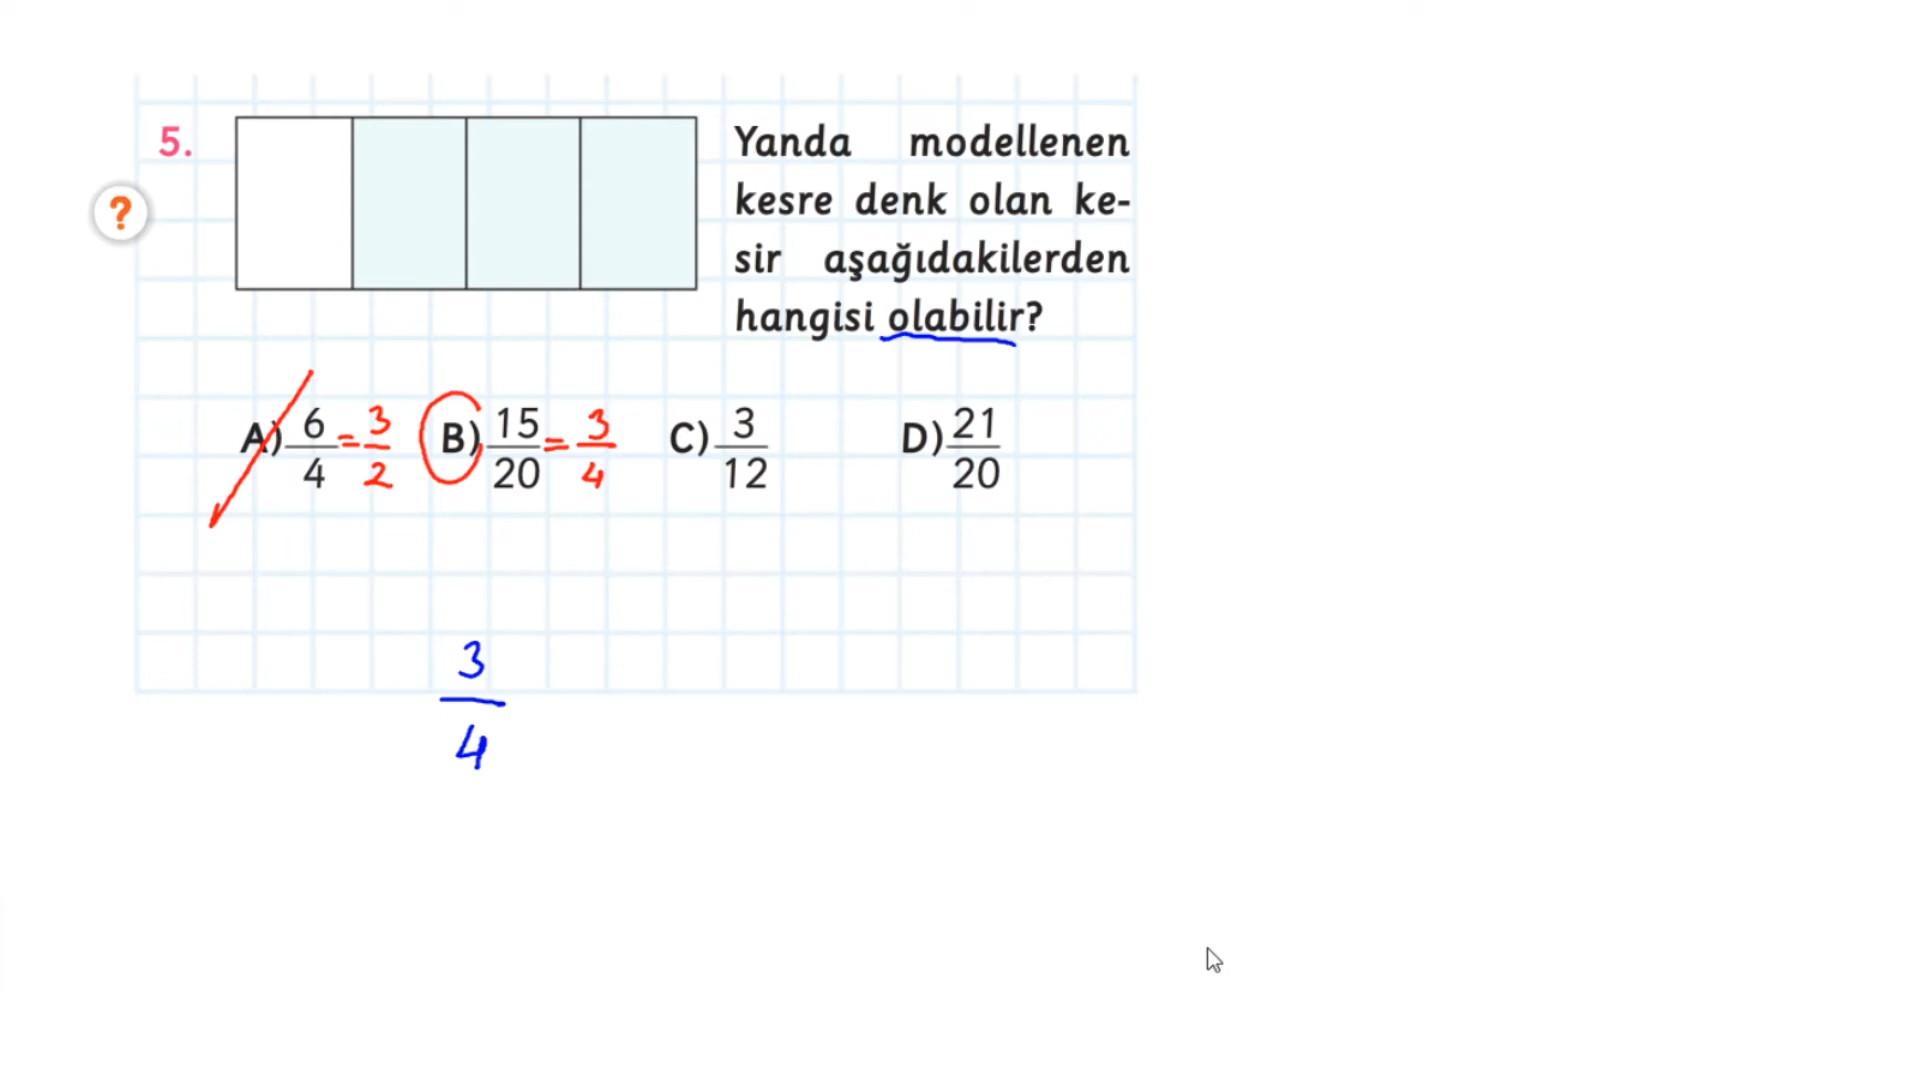 5.
?
Yanda modellenen
kesre denk olan ke-
sir aşağıdakilerden
hangisi olabilir?
A) 6/4 = 3/2 B) 15/20 = 3/4 C) 3/12 D) 21/20
3/4